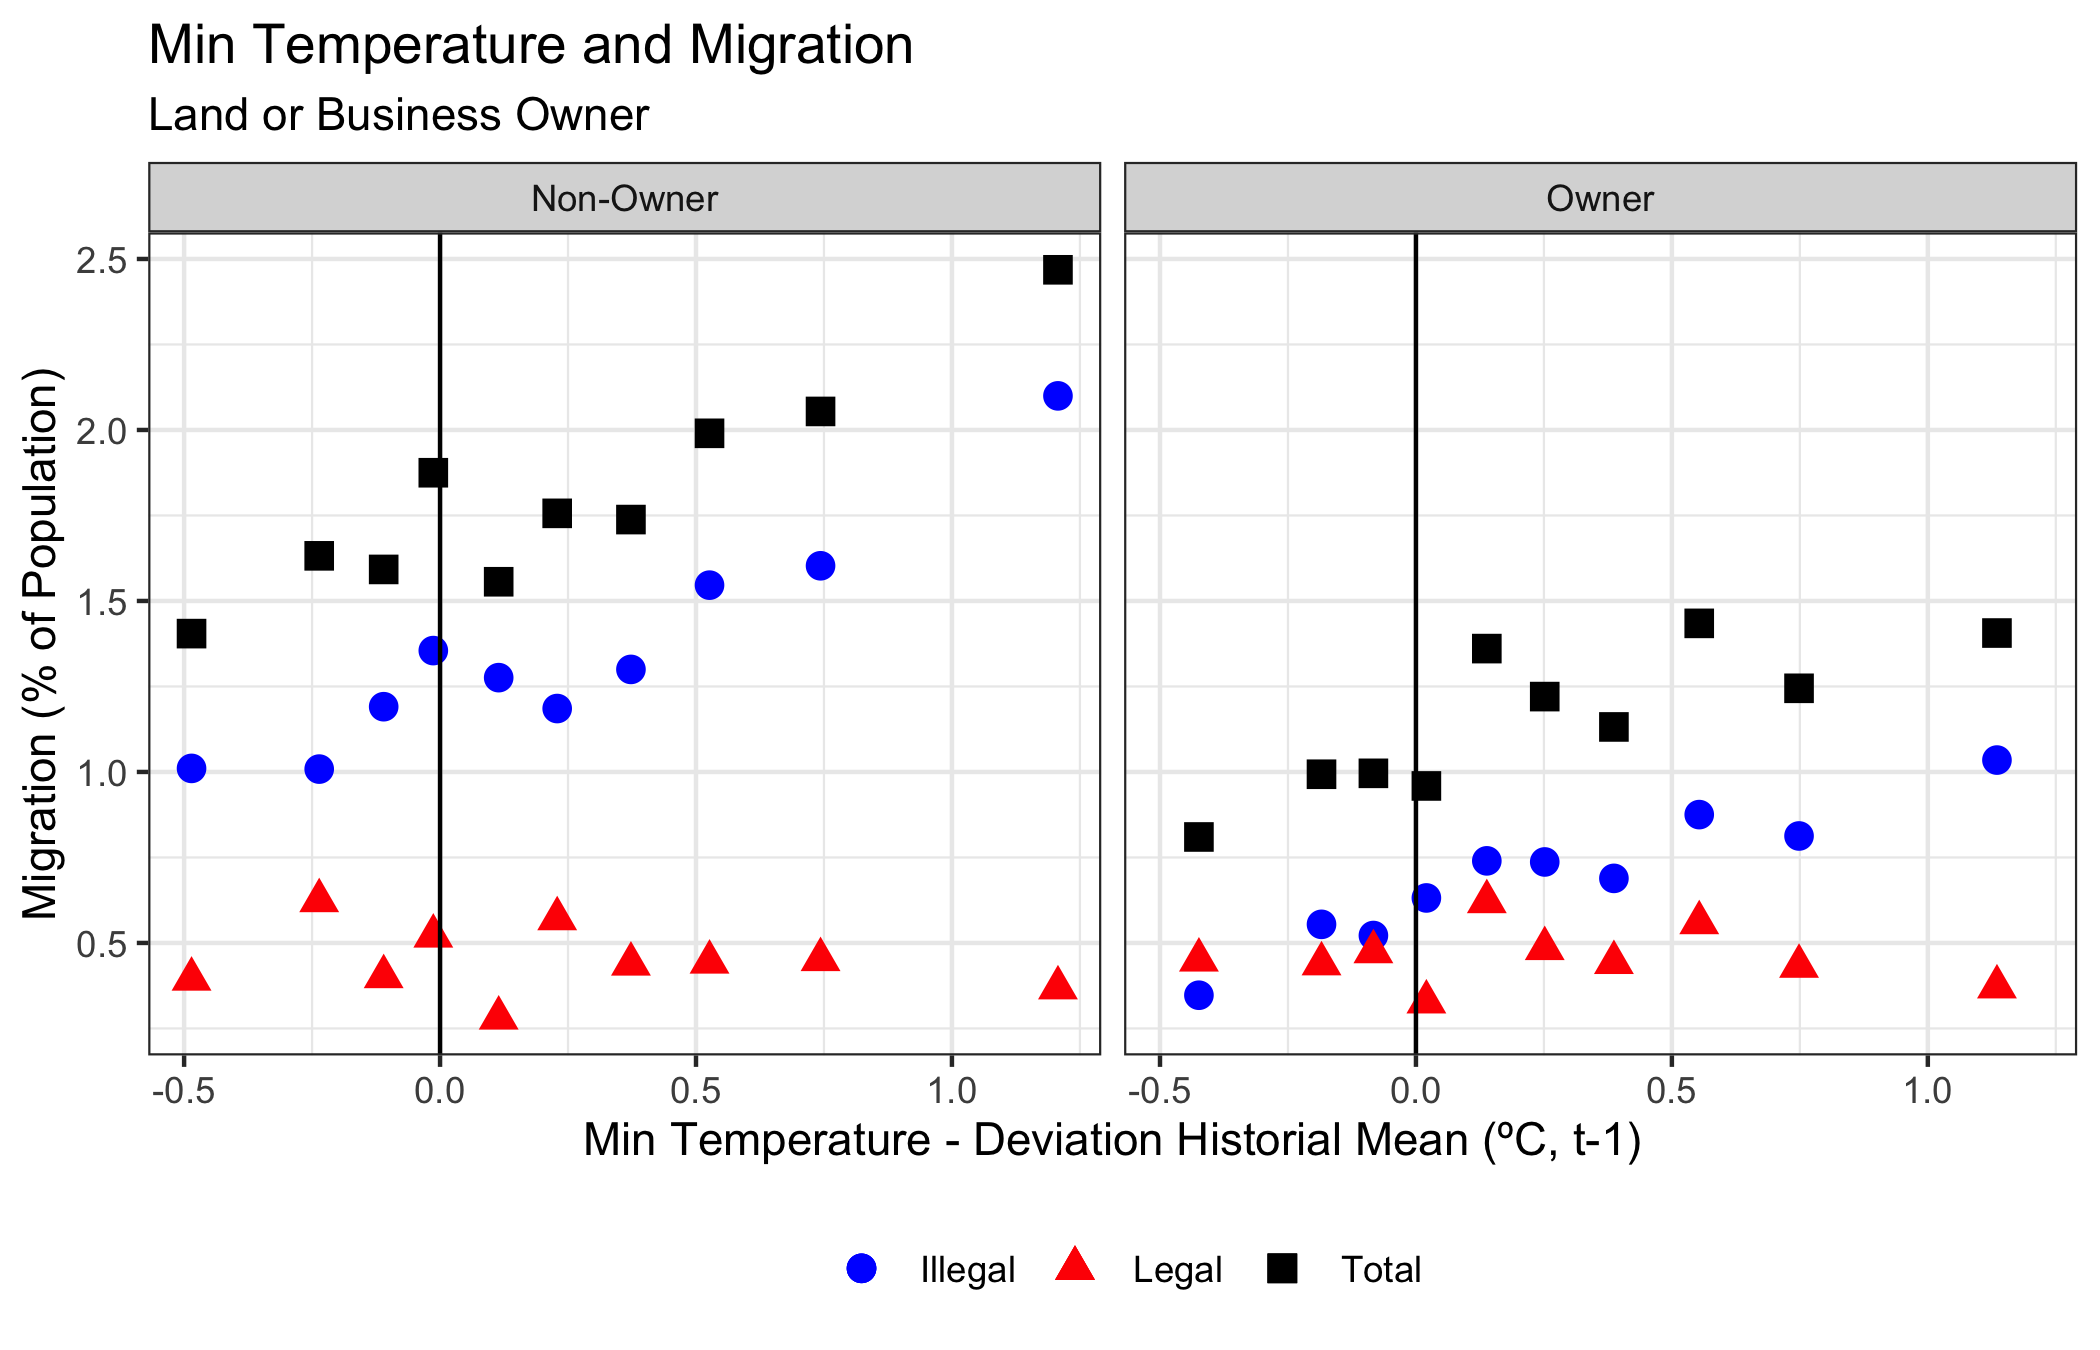 Min Temperature and Migration
Land or Business Owner
Non-Owner
Owner
Migration (% of Population)
2.5
2.0
1.5
1.0
0.5
-0.5 0.0 0.5 1.0
-0.5 0.0 0.5 1.0
Min Temperature - Deviation Historial Mean (ºC, t-1)
Illegal Legal Total